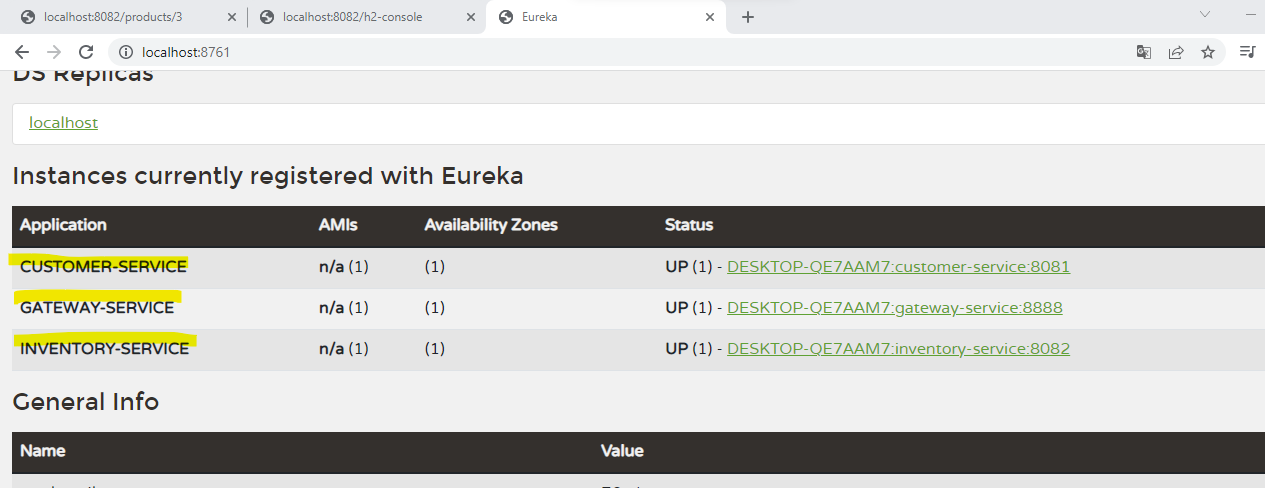 localhost:8082/products/3
localhost:8082/h2-console
Eureka
localhost:8761
DS Replicas
localhost
Instances currently registered with Eureka
Application AMIs Availability Zones Status
CUSTOMER-SERVICE n/a (1) (1) UP (1) - DESKTOP-QE7AAM7:customer-service:8081
GATEWAY-SERVICE n/a (1) (1) UP (1) - DESKTOP-QE7AAM7:gateway-service:8888
INVENTORY-SERVICE n/a (1) (1) UP (1) - DESKTOP-QE7AAM7:inventory-service:8082
General Info
Name Value